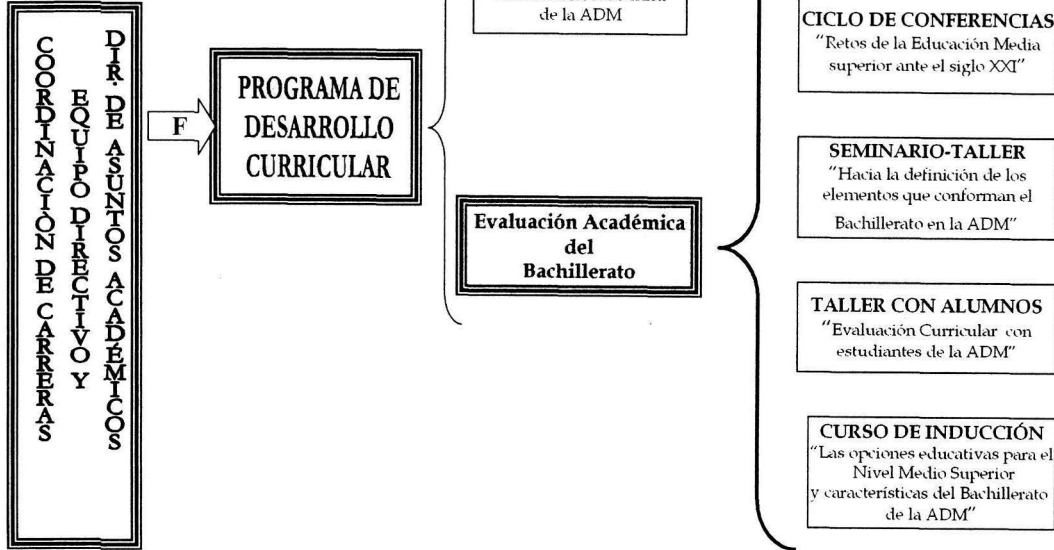 DIR. DE ASUNTOS ACADÉMICOS
EQUIPO DIRECTIVO Y
COORDINACIÒN DE CARRERAS
F
PROGRAMA DE
DESARROLLO
CURRICULAR
de la ADM
Evaluación Académica
del
Bachillerato
CICLO DE CONFERENCIAS
"Retos de la Educación Media
superior ante el siglo XXI"
SEMINARIO-TALLER
"Hacia la definición de los
elementos que conforman el
Bachillerato en la ADM"
TALLER CON ALUMNOS
"Evaluación Curricular con
estudiantes de la ADM"
CURSO DE INDUCCIÓN
"Las opciones educativas para el
Nivel Medio Superior
y características del Bachillerato
de la ADM"